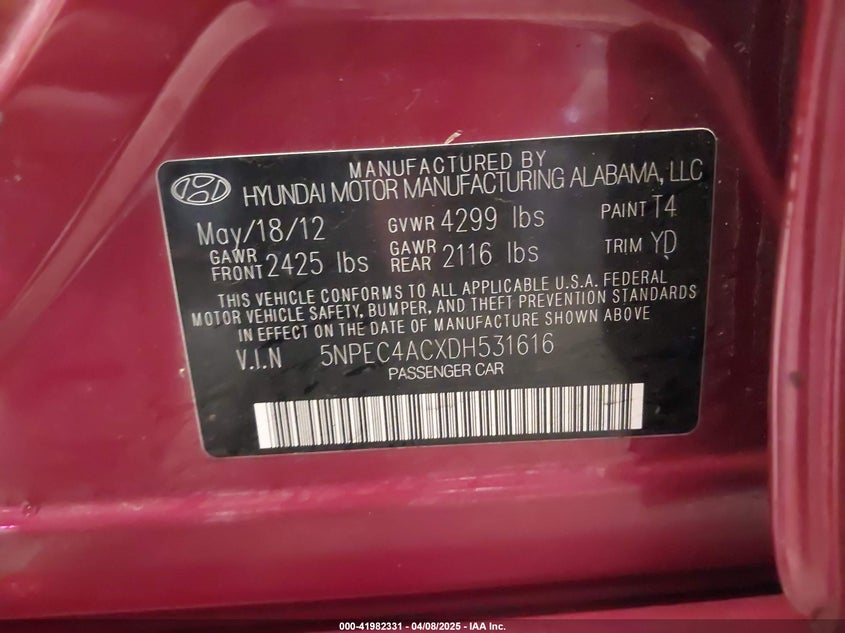 MANUFACTURED BY
HYUNDAI MOTOR MANUFACTURING ALABAMA, LLC
May/18/12 GVWR 4299 lbs PAINT T4
GAWR FRONT 2425 lbs GAWR REAR 2116 lbs TRIM YD
THIS VEHICLE CONFORMS TO ALL APPLICABLE U.S.A. FEDERAL
MOTOR VEHICLE SAFETY, BUMPER, AND THEFT PREVENTION STANDARDS
IN EFFECT ON THE DATE OF MANUFACTURE SHOWN ABOVE
V.I.N 5NPEC4ACXDH531616
PASSENGER CAR
000-41982331 - 04/08/2025 - IAA Inc.